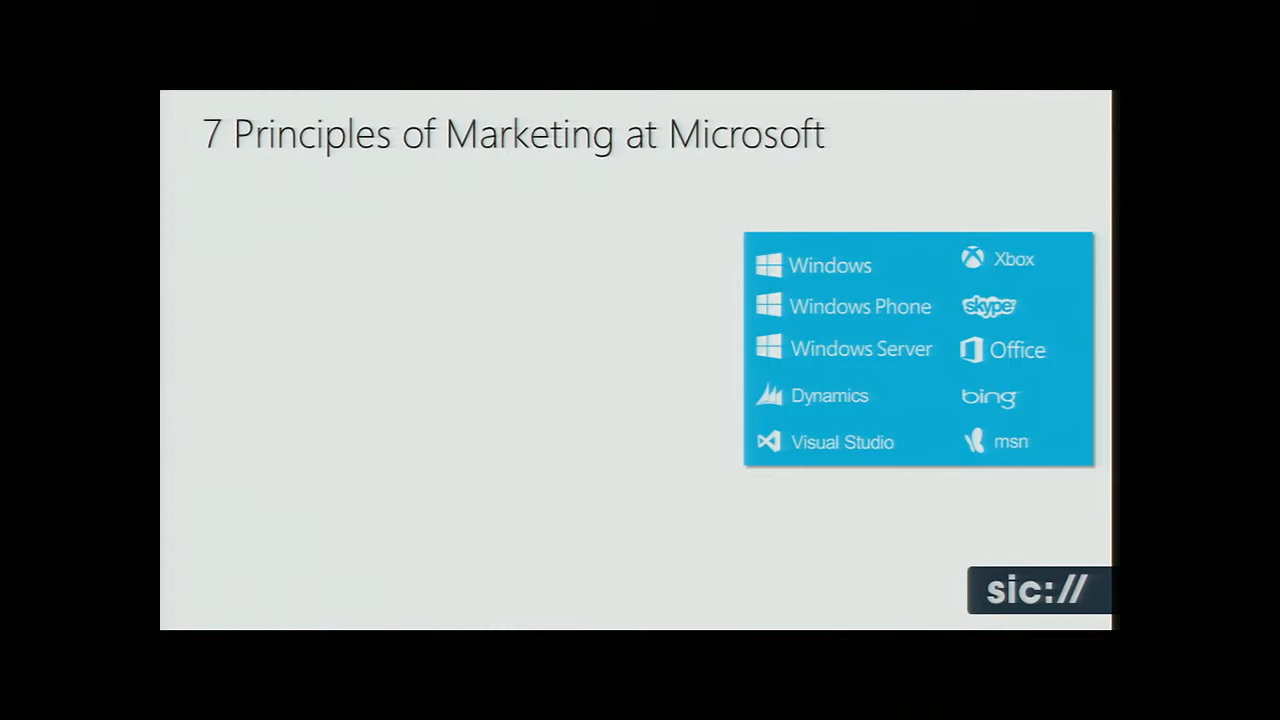 7 Principles of Marketing at Microsoft
Windows
Xbox
Windows Phone
skype
Windows Server
Office
Dynamics
bing
Visual Studio
msn
sic://